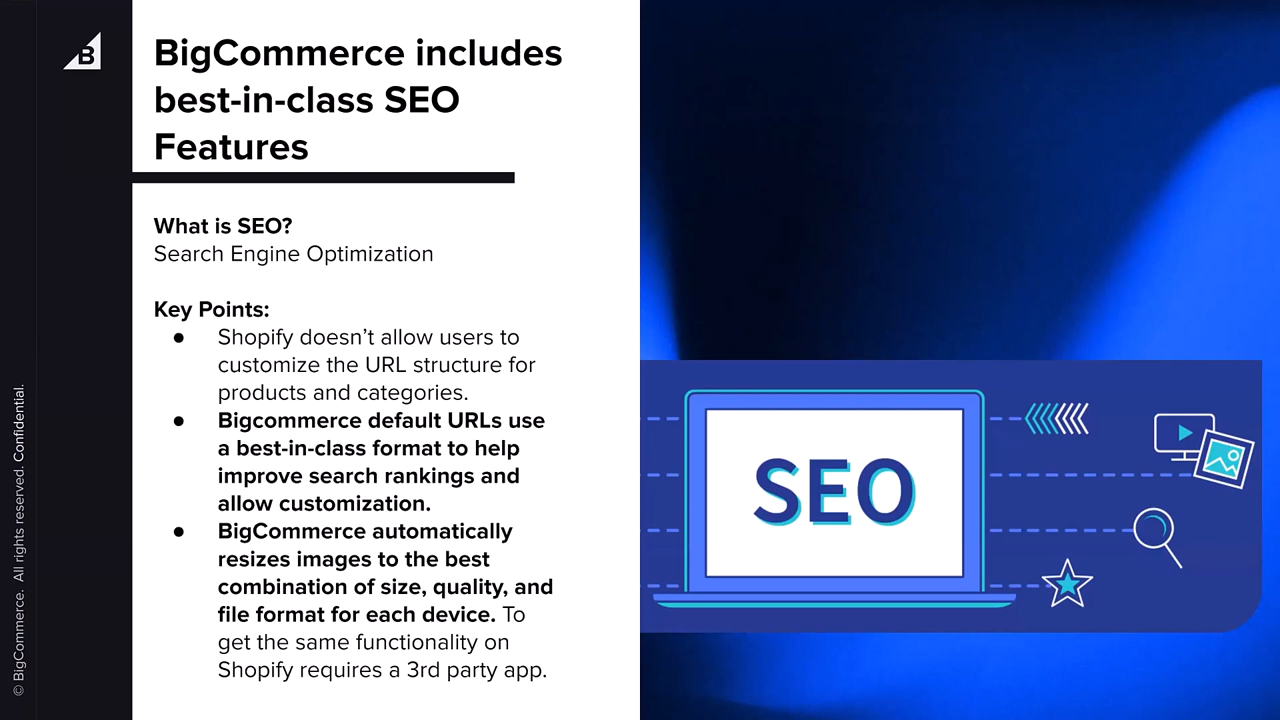 B
BigCommerce includes
best-in-class SEO
Features
What is SEO?
Search Engine Optimization
Key Points:
● Shopify doesn’t allow users to
customize the URL structure for
products and categories.
● Bigcommerce default URLs use
a best-in-class format to help
improve search rankings and
allow customization.
● BigCommerce automatically
resizes images to the best
combination of size, quality, and
file format for each device. To
get the same functionality on
Shopify requires a 3rd party app.
SEO
© BigCommerce. All rights reserved. Confidential.